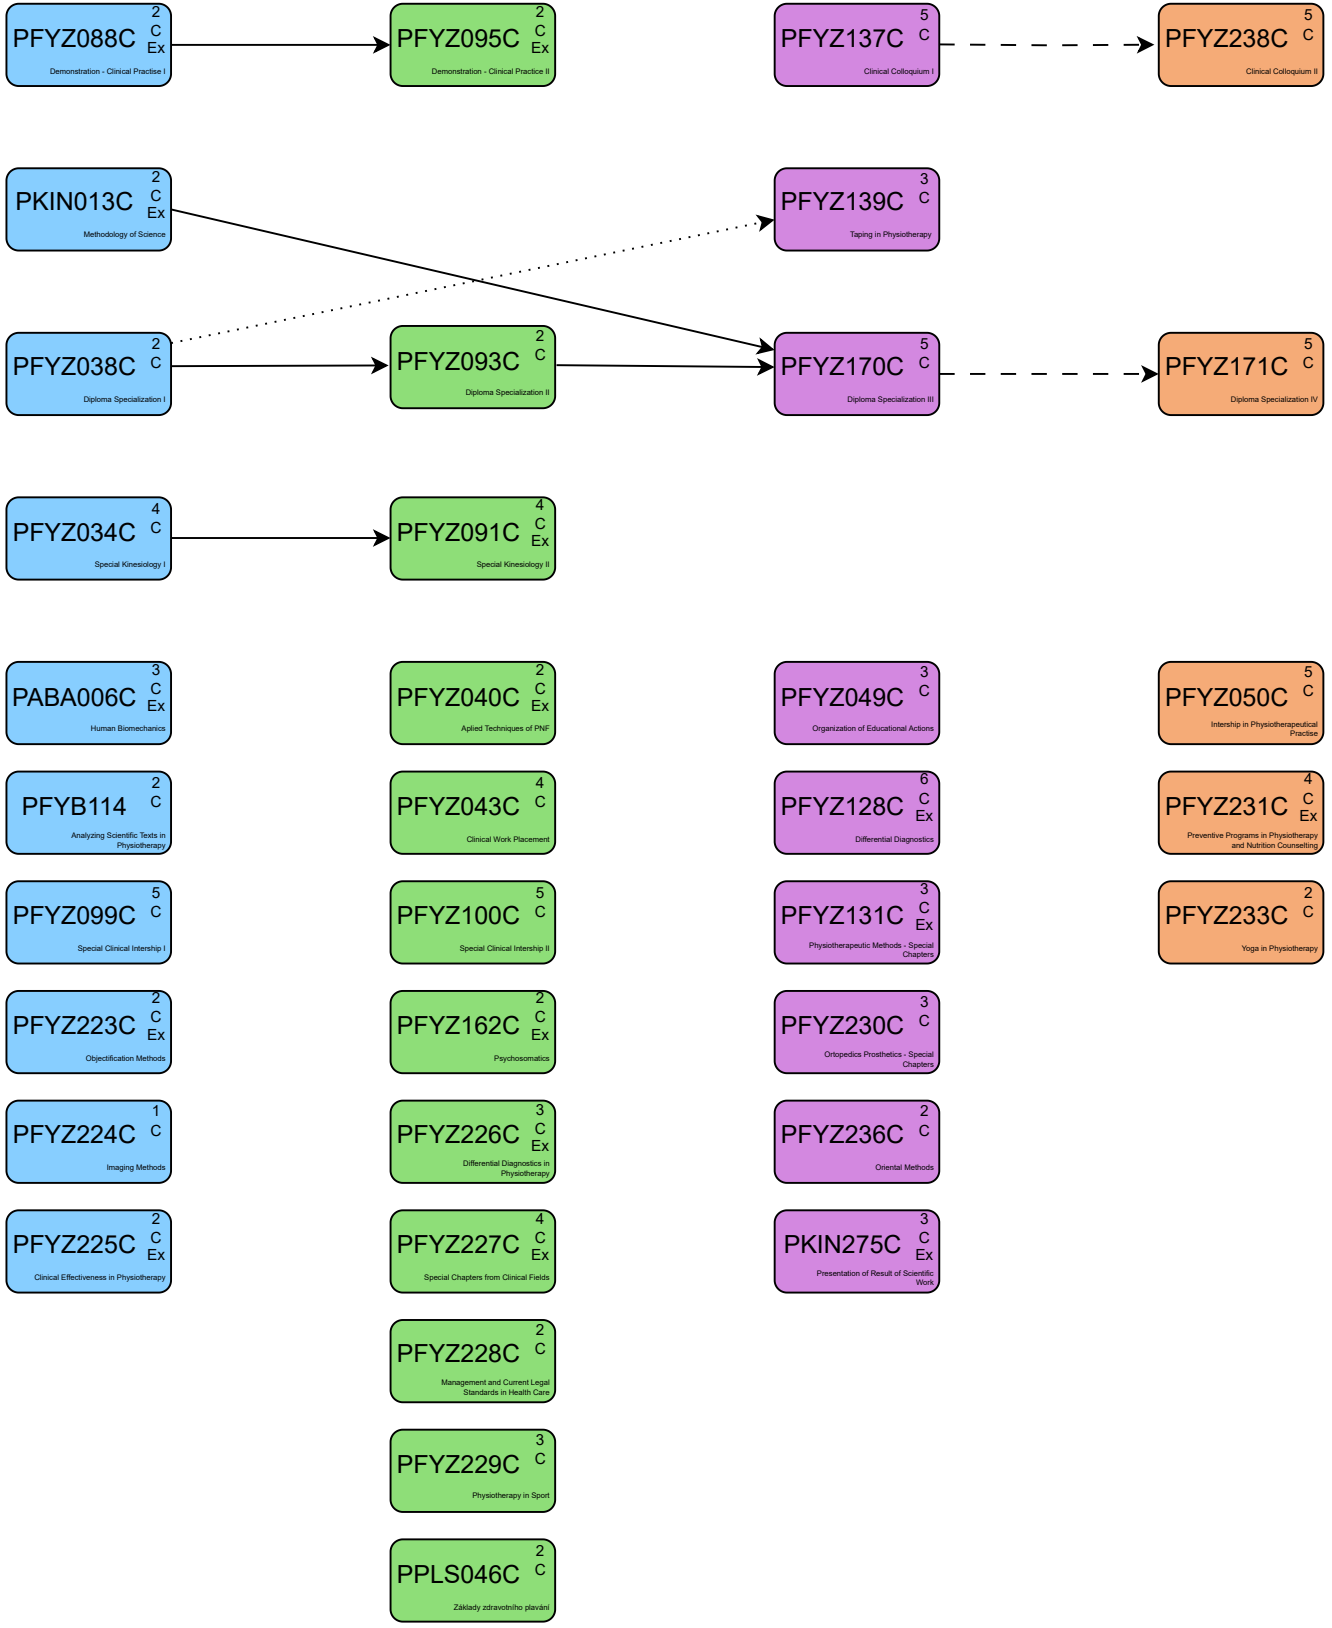 PFYZ088C
2
C
Ex
Demonstration - Clinical Practise I
PFYZ095C
2
C
Ex
Demonstration - Clinical Practice II
PFYZ137C
5
C
Clinical Colloquium I
PFYZ238C
5
C
Clinical Colloquium II
PKIN013C
2
C
Ex
Methodology of Science
PFYZ139C
3
C
Taping in Physiotherapy
PFYZ038C
2
C
Diploma Specialization I
PFYZ093C
2
C
Diploma Specialization II
PFYZ170C
5
C
Diploma Specialization III
PFYZ171C
5
C
Diploma Specialization IV
PFYZ034C
4
C
Special Kinesiology I
PFYZ091C
4
C
Ex
Special Kinesiology II
PABA006C
3
C
Ex
Human Biomechanics
PFYZ040C
2
C
Ex
Aplied Techniques of PNF
PFYZ049C
3
C
Organization of Educational Actions
PFYZ050C
5
C
Intership in Physiotherapeutical
Practise
PFYB114
2
C
Analyzing Scientific Texts in
Physiotherapy
PFYZ043C
4
C
Clinical Work Placement
PFYZ128C
6
C
Ex
Differential Diagnostics
PFYZ231C
4
C
Ex
Preventive Programs in Physiotherapy
and Nutrition Counselting
PFYZ099C
5
C
Special Clinical Intership I
PFYZ100C
5
C
Special Clinical Intership II
PFYZ131C
3
C
Ex
Physiotherapeutic Methods - Special
Chapters
PFYZ233C
2
C
Yoga in Physiotherapy
PFYZ223C
2
C
Ex
Objectification Methods
PFYZ162C
2
C
Ex
Psychosomatics
PFYZ230C
3
C
Ortopedics Prosthetics - Special
Chapters
PFYZ224C
1
C
Imaging Methods
PFYZ226C
3
C
Ex
Differential Diagnostics in
Physiotherapy
PFYZ236C
2
C
Oriental Methods
PFYZ225C
2
C
Ex
Clinical Effectiveness in Physiotherapy
PFYZ227C
4
C
Ex
Special Chapters from Clinical Fields
PKIN275C
3
C
Ex
Presentation of Result of Scientific
Work
PFYZ228C
2
C
Management and Current Legal
Standards in Health Care
PFYZ229C
3
C
Physiotherapy in Sport
PPLS046C
2
C
Základy zdravotního plavání